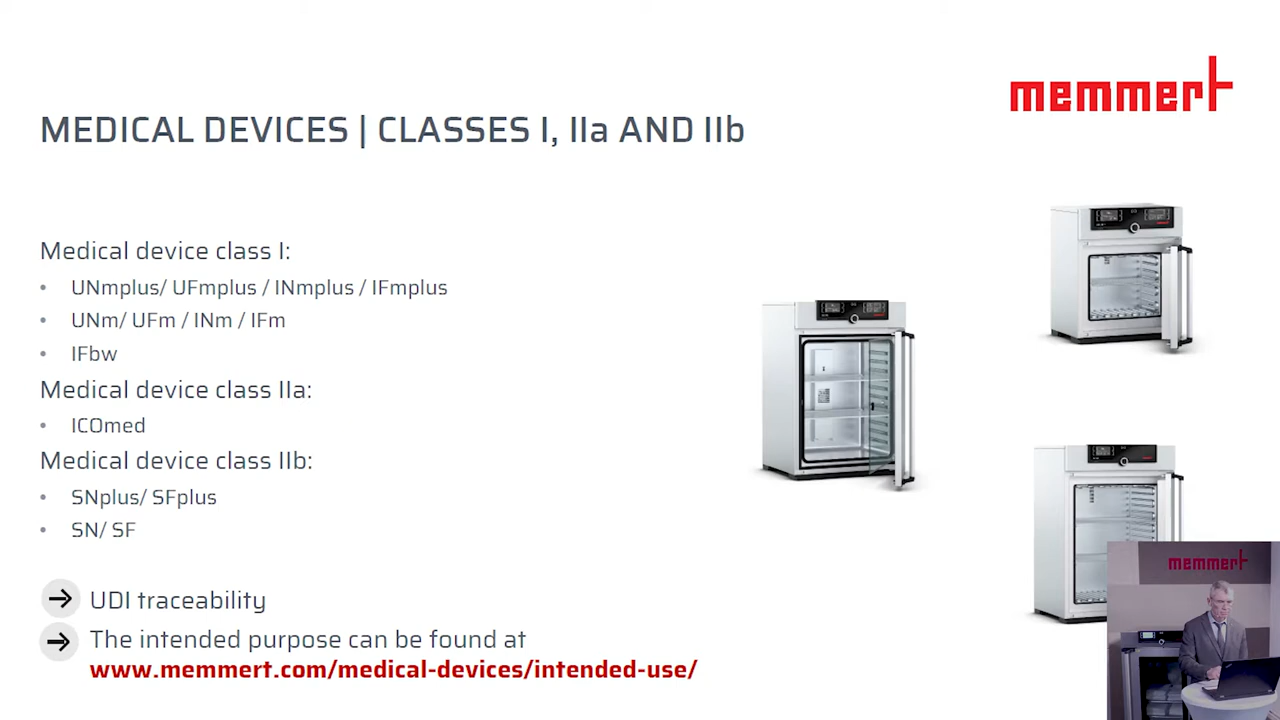 memmert
MEDICAL DEVICES | CLASSES I, IIa AND IIb
Medical device class I:
• UNmplus/ UFmplus / INmplus / IFmplus
• UNm/ UFm / INm / IFm
• IFbw
Medical device class IIa:
• ICOmed
Medical device class IIb:
• SNplus/ SFplus
• SN/ SF
→ UDI traceability
→ The intended purpose can be found at
www.memmert.com/medical-devices/intended-use/
memmert